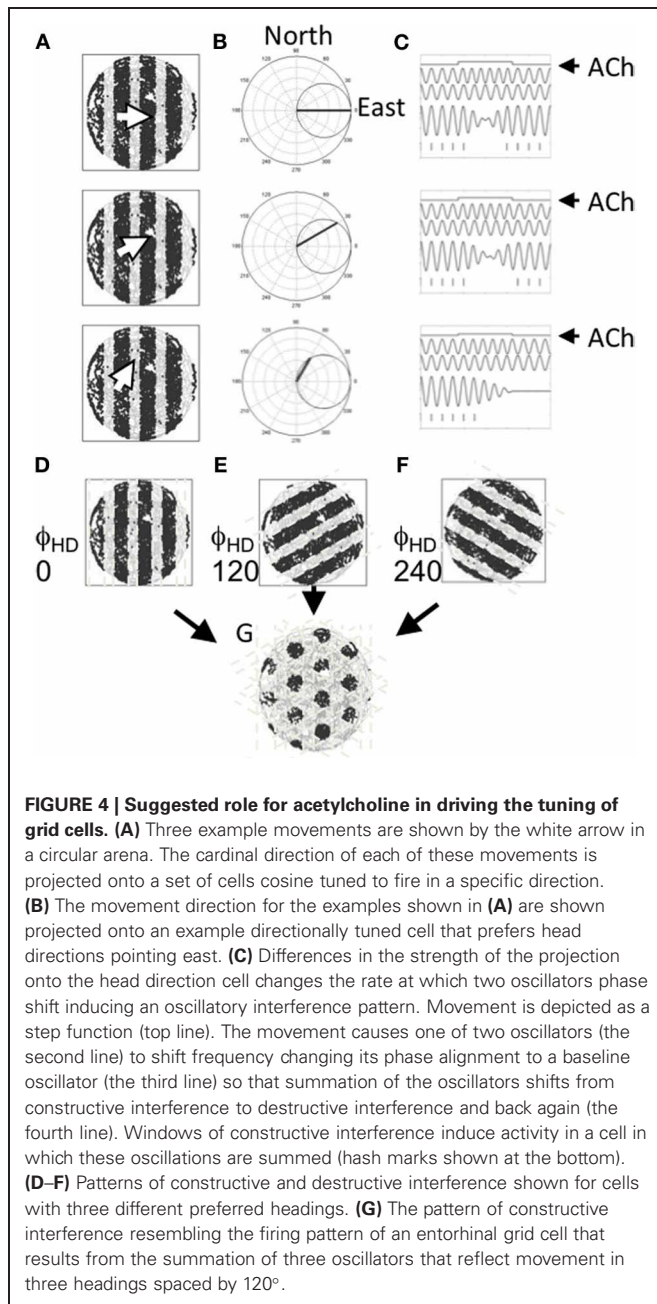 A
B
C
North
East
ACh
ACh
ACh
D
E
F
ϕHD
0
ϕHD
120
ϕHD
240
G
FIGURE 4 | Suggested role for acetylcholine in driving the tuning of
grid cells. (A) Three example movements are shown by the white arrow in
a circular arena. The cardinal direction of each of these movements is
projected onto a set of cells cosine tuned to fire in a specific direction.
(B) The movement direction for the examples shown in (A) are shown
projected onto an example directionally tuned cell that prefers head
directions pointing east. (C) Differences in the strength of the projection
onto the head direction cell changes the rate at which two oscillators phase
shift inducing an oscillatory interference pattern. Movement is depicted as a
step function (top line). The movement causes one of two oscillators (the
second line) to shift frequency changing its phase alignment to a baseline
oscillator (the third line) so that summation of the oscillators shifts from
constructive interference to destructive interference and back again (the
fourth line). Windows of constructive interference induce activity in a cell in
which these oscillations are summed (hash marks shown at the bottom).
(D–F) Patterns of constructive and destructive interference shown for cells
with three different preferred headings. (G) The pattern of constructive
interference resembling the firing pattern of an entorhinal grid cell that
results from the summation of three oscillators that reflect movement in
three headings spaced by 120°.